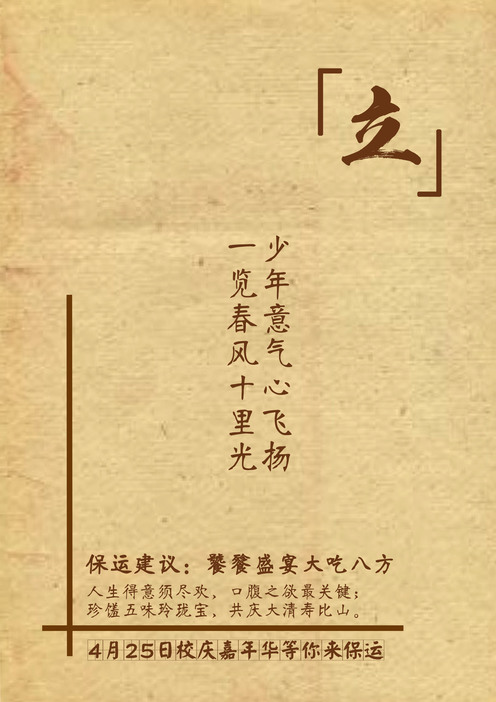 「立」
少年意气心飞扬
一览春风十里光
保运建议：饕餮盛宴大吃八方
人生得意须尽欢，口腹之欲最关键；
珍馐五味玲珑宝，共庆大清寿比山。
4月25日校庆嘉年华等你来保运